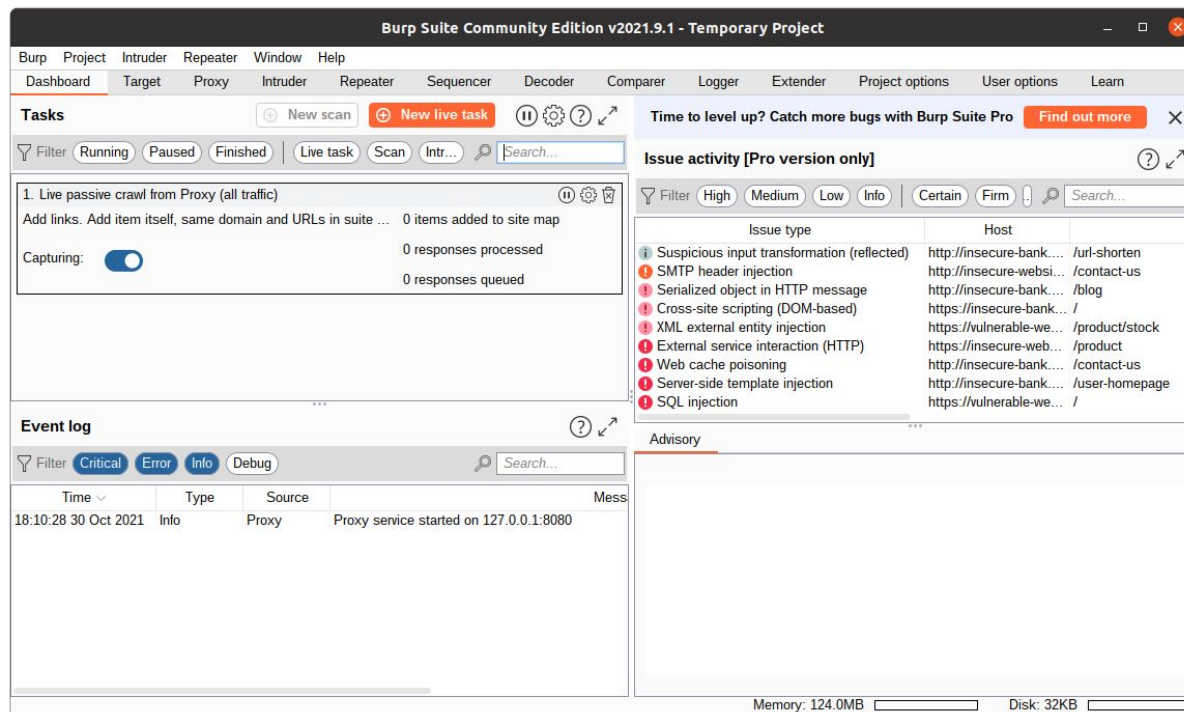 Burp Suite Community Edition v2021.9.1 - Temporary Project
Burp Project Intruder Repeater Window Help
Dashboard Target Proxy Intruder Repeater Sequencer Decoder Comparer Logger Extender Project options User options Learn
Tasks
New scan New live task
Filter Running Paused Finished Live task Scan Intr... Search...
1. Live passive crawl from Proxy (all traffic)
Add links. Add item itself, same domain and URLs in suite ... 0 items added to site map
0 responses processed
Capturing:
0 responses queued
Event log
Filter Critical Error Info Debug Search...
Time Type Source Messa
18:10:28 30 Oct 2021 Info Proxy Proxy service started on 127.0.0.1:8080
Time to level up? Catch more bugs with Burp Suite Pro Find out more
Issue activity [Pro version only]
Filter High Medium Low Info Certain Firm .. Search...
Issue type Host
Suspicious input transformation (reflected) http://insecure-bank.... /url-shorten
SMTP header injection http://insecure-websi... /contact-us
Serialized object in HTTP message http://insecure-bank.... /blog
Cross-site scripting (DOM-based) https://insecure-bank... /
XML external entity injection https://vulnerable-we... /product/stock
External service interaction (HTTP) https://insecure-web... /product
Web cache poisoning http://insecure-bank.... /contact-us
Server-side template injection http://insecure-bank.... /user-homepage
SQL injection https://vulnerable-we... /
Advisory
Memory: 124.0MB Disk: 32KB